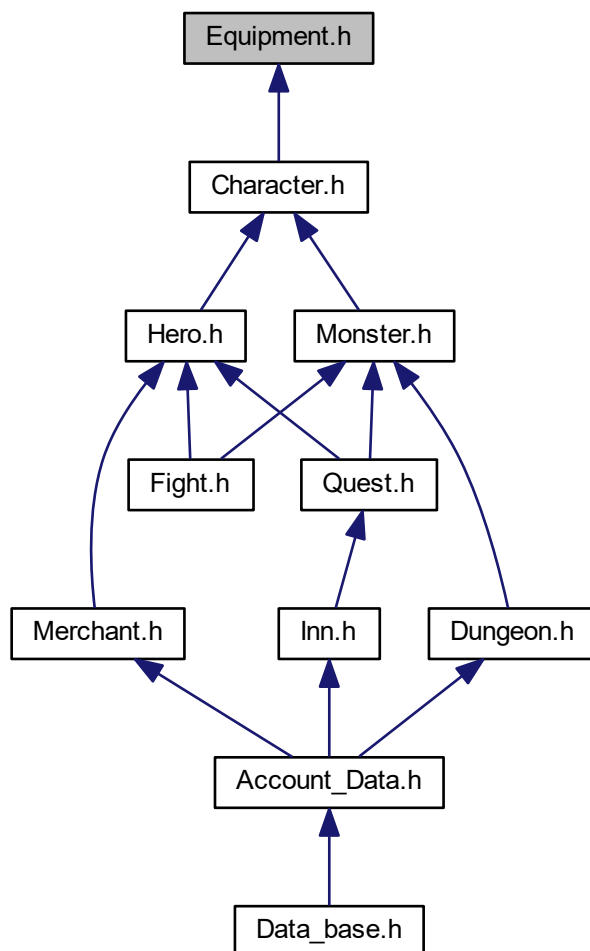 Equipment.h
Character.h
Hero.h
Monster.h
Fight.h
Quest.h
Merchant.h
Inn.h
Dungeon.h
Account_Data.h
Data_base.h